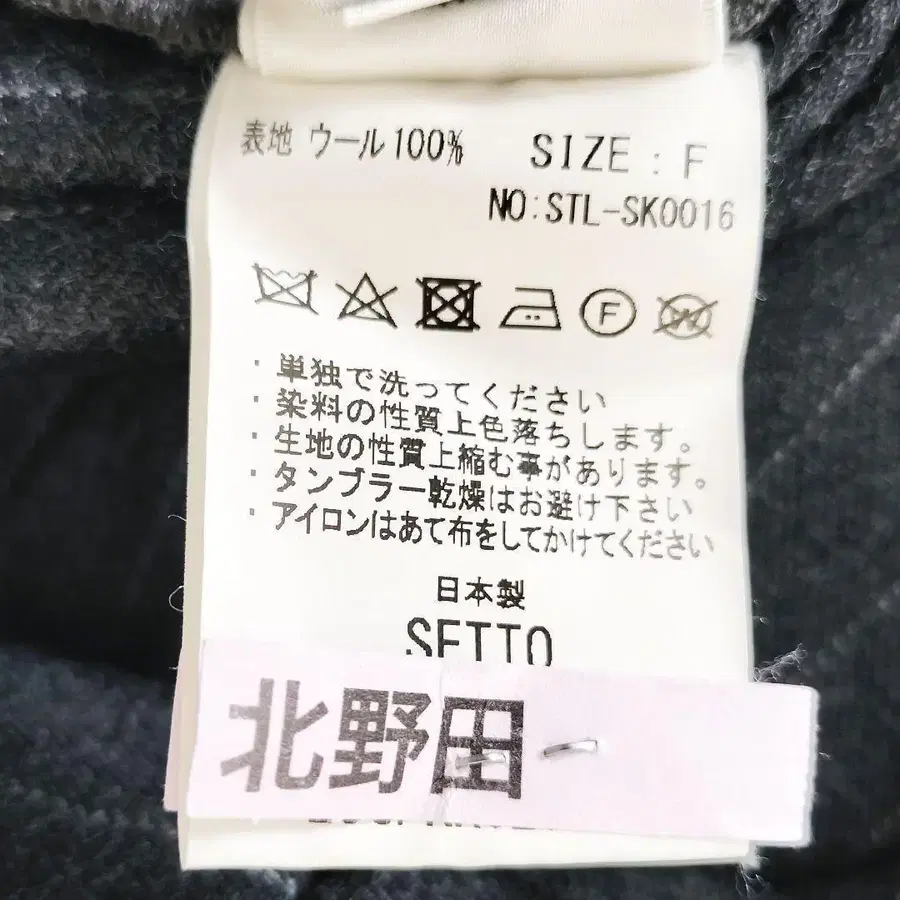 表地 ウール100%
SIZE : F
NO:STL-SK0016
F
W
・単独で洗ってください
・染料の性質上色落ちします。
・生地の性質上縮む事があります。
・タンブラー乾燥はお避け下さい
・アイロンはあて布をしてかけてください
日本製
SETTO
北野田